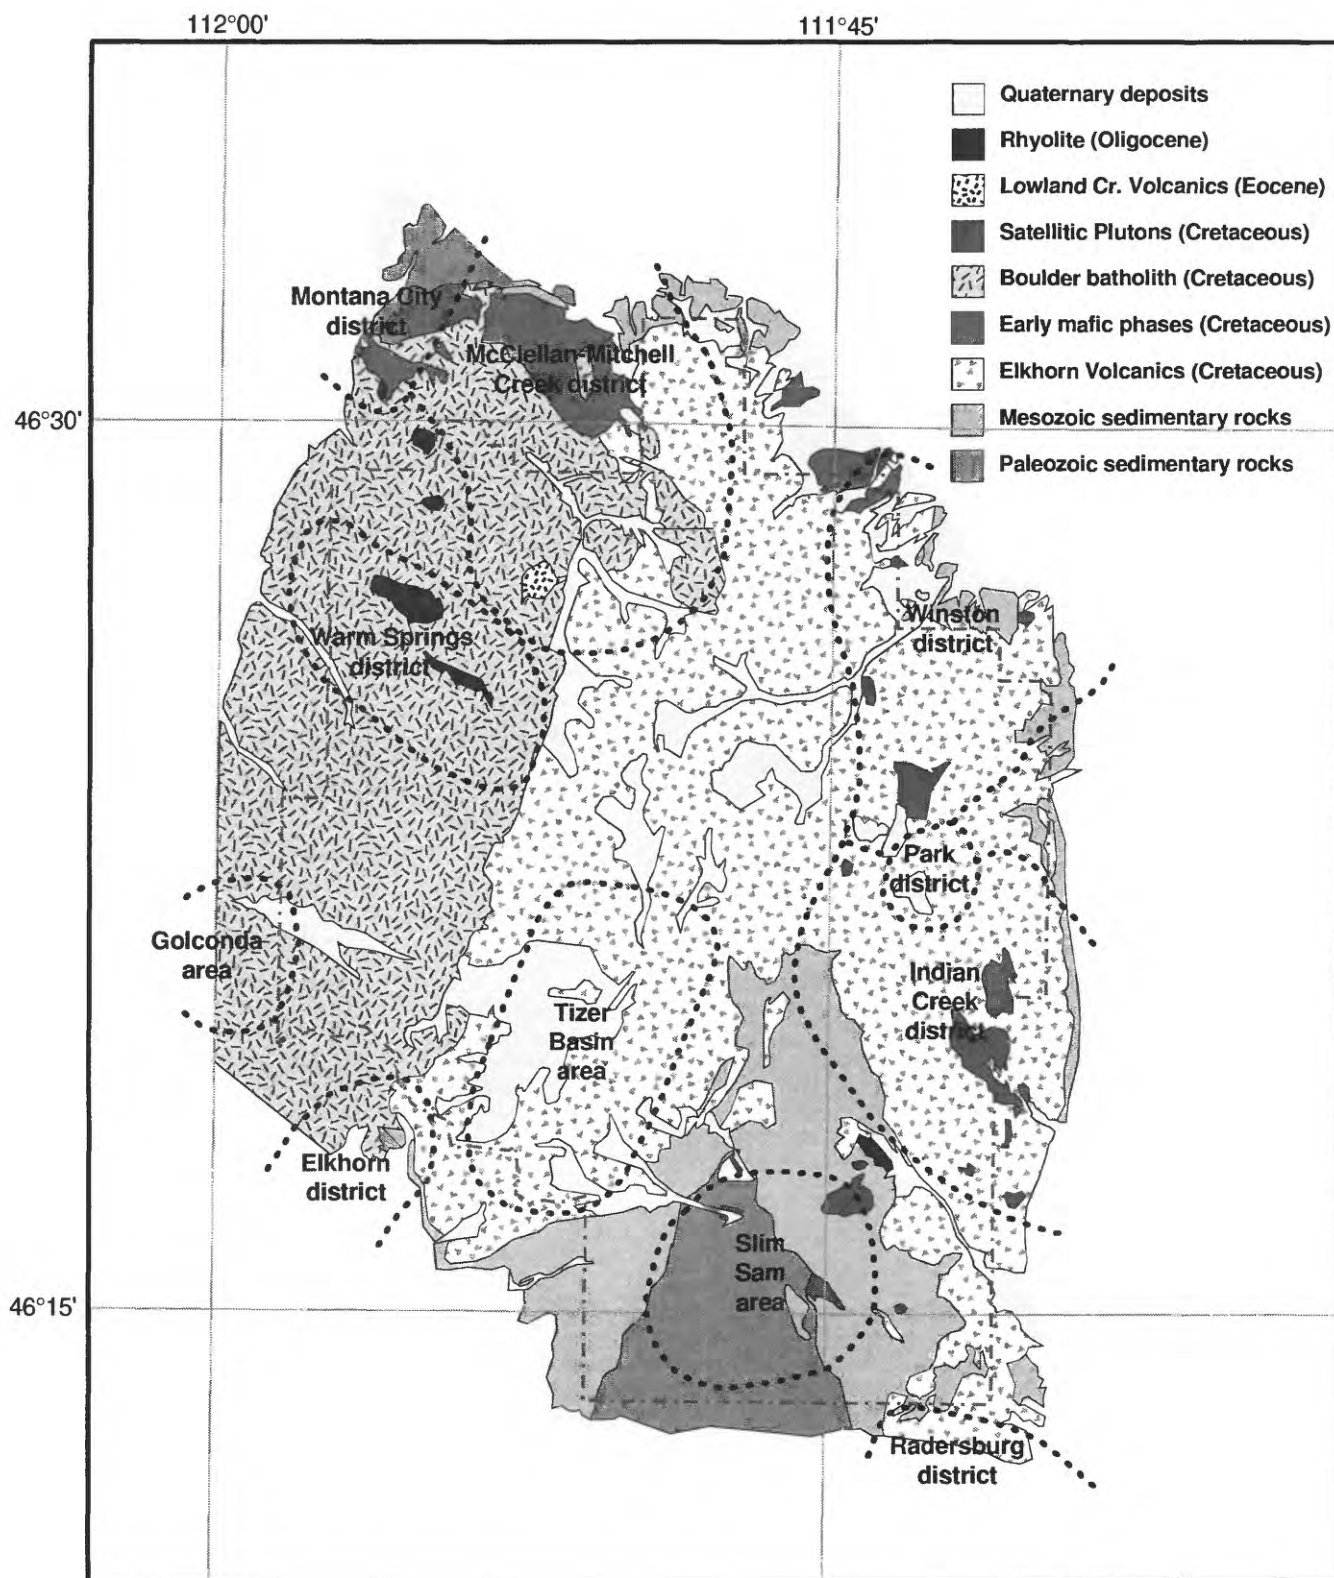 112°00'
111°45'
Quaternary deposits
Rhyolite (Oligocene)
Lowland Cr. Volcanics (Eocene)
Satellitic Plutons (Cretaceous)
Boulder batholith (Cretaceous)
Early mafic phases (Cretaceous)
Elkhorn Volcanics (Cretaceous)
Mesozoic sedimentary rocks
Paleozoic sedimentary rocks
Montana City
district
McClellan-Mitchell
Creek district
46°30'
Winston
district
Warm Springs
district
Park
district
Golconda
area
Indian
Creek
district
Tizer
Basin
area
Elkhorn
district
Slim
Sam
area
46°15'
Radersburg
district